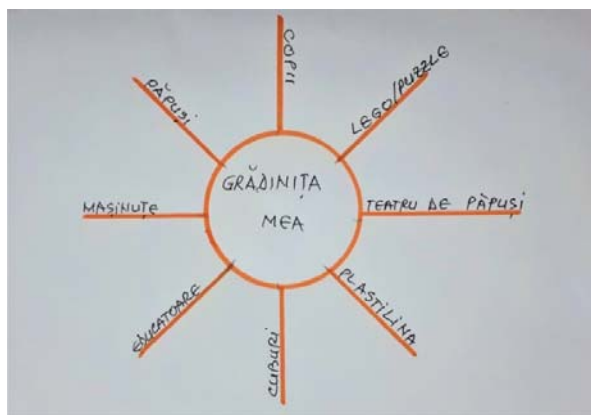 GRĂDINIȚA
MEA
COPII
LEGO/PUZZLE
TEATRU DE PĂPUȘI
PLASTILINA
CUBURI
EDUCATOARE
MAȘINUȚE
PĂPUȘI